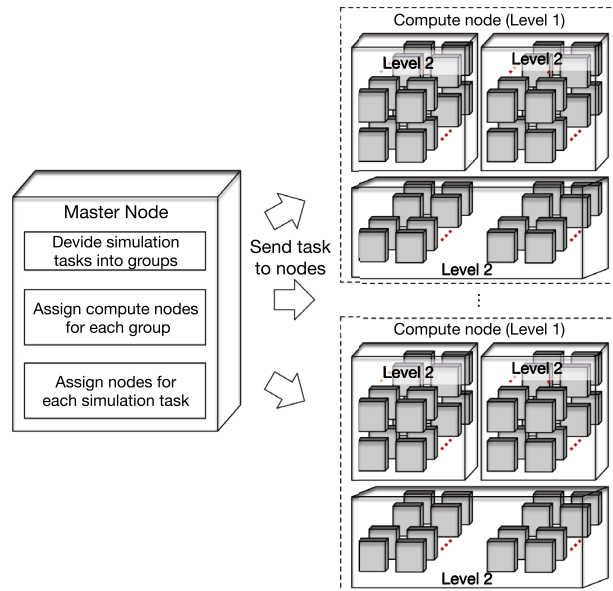 Compute node (Level 1)
Level 2
Level 2
Level 2
Master Node
Devide simulation
tasks into groups
Assign compute nodes
for each group
Assign nodes for
each simulation task
Send task
to nodes
Compute node (Level 1)
Level 2
Level 2
Level 2